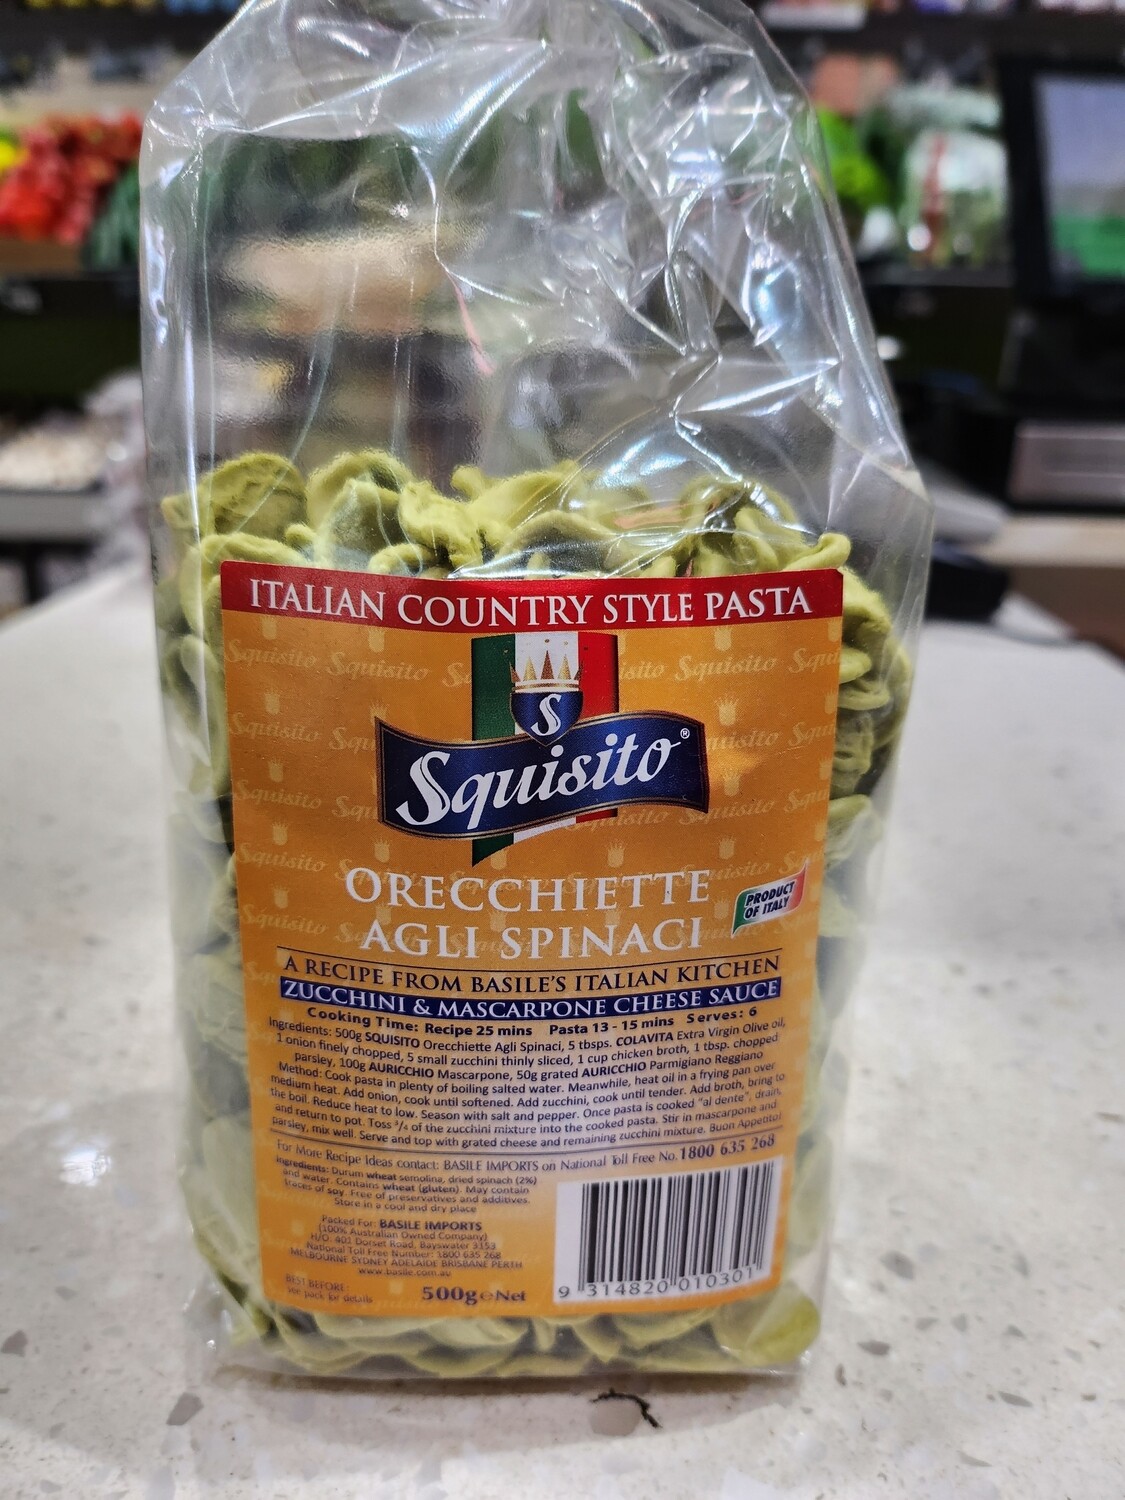 ITALIAN COUNTRY STYLE PASTA
S
Squisito®
ORECCHIETTE
AGLI SPINACI
PRODUCT
OF ITALY
A RECIPE FROM BASILE'S ITALIAN KITCHEN
ZUCCHINI & MASCARPONE CHEESE SAUCE
Cooking Time: Recipe 25 mins Pasta 13 - 15 mins Serves: 6
Ingredients: 500g SQUISITO Orecchiette Agli Spinaci, 5 tbsps. COLAVITA Extra Virgin Olive oil,
1 onion finely chopped, 5 small zucchini thinly sliced, 1 cup chicken broth, 1 tbsp. chopped
parsley, 100g AURICCHIO Mascarpone, 50g grated AURICCHIO Parmigiano Reggiano
Method: Cook pasta in plenty of boiling salted water. Meanwhile, heat oil in a frying pan over
medium heat. Add onion, cook until softened. Add zucchini, cook until tender. Add broth, bring to
the boil. Reduce heat to low. Season with salt and pepper. Once pasta is cooked "al dente", drain,
and return to pot. Toss ³/₄ of the zucchini mixture into the cooked pasta. Stir in mascarpone and
parsley, mix well. Serve and top with grated cheese and remaining zucchini mixture. Buon Appetito!
For More Recipe Ideas contact: BASILE IMPORTS on National Toll Free No. 1800 635 268
Ingredients: Durum wheat semolina, dried spinach (2%)
and water. Contains wheat (gluten). May contain
traces of soy. Free of preservatives and additives.
Store in a cool and dry place
Packed For: BASILE IMPORTS
(100% Australian Owned Company)
H/O: 401 Dorset Road, Bayswater 3153
National Toll Free Number: 1800 635 268
MELBOURNE SYDNEY ADELAIDE BRISBANE PERTH
www.basile.com.au
BEST BEFORE:
See pack for details
500g e Net
9 314820 010301